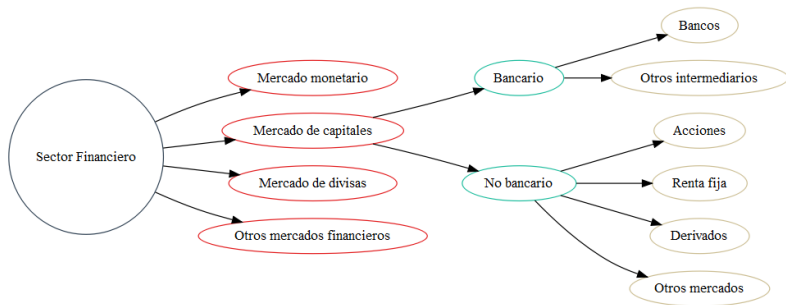 Sector Financiero
Mercado monetario
Mercado de capitales
Mercado de divisas
Otros mercados financieros
Bancario
No bancario
Bancos
Otros intermediarios
Acciones
Renta fija
Derivados
Otros mercados